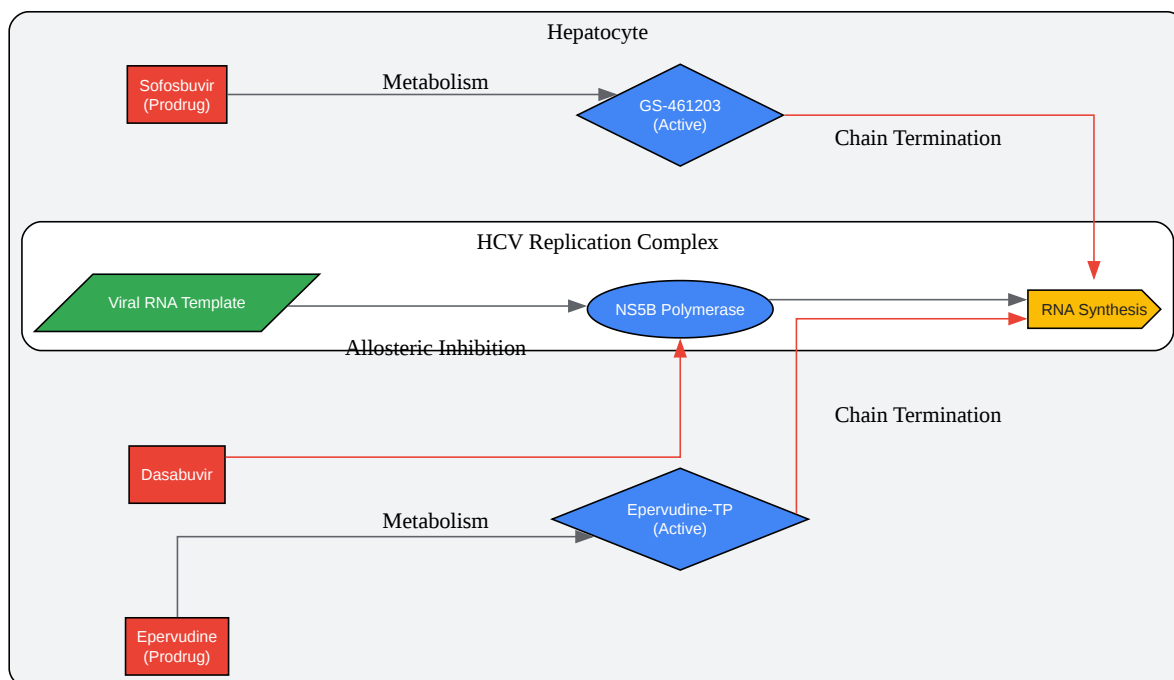 Hepatocyte
Sofosbuvir
(Prodrug)
Metabolism
GS-461203
(Active)
Chain Termination
HCV Replication Complex
Viral RNA Template
NS5B Polymerase
RNA Synthesis
Allosteric Inhibition
Chain Termination
Dasabuvir
Metabolism
Epervudine-TP
(Active)
Epervudine
(Prodrug)